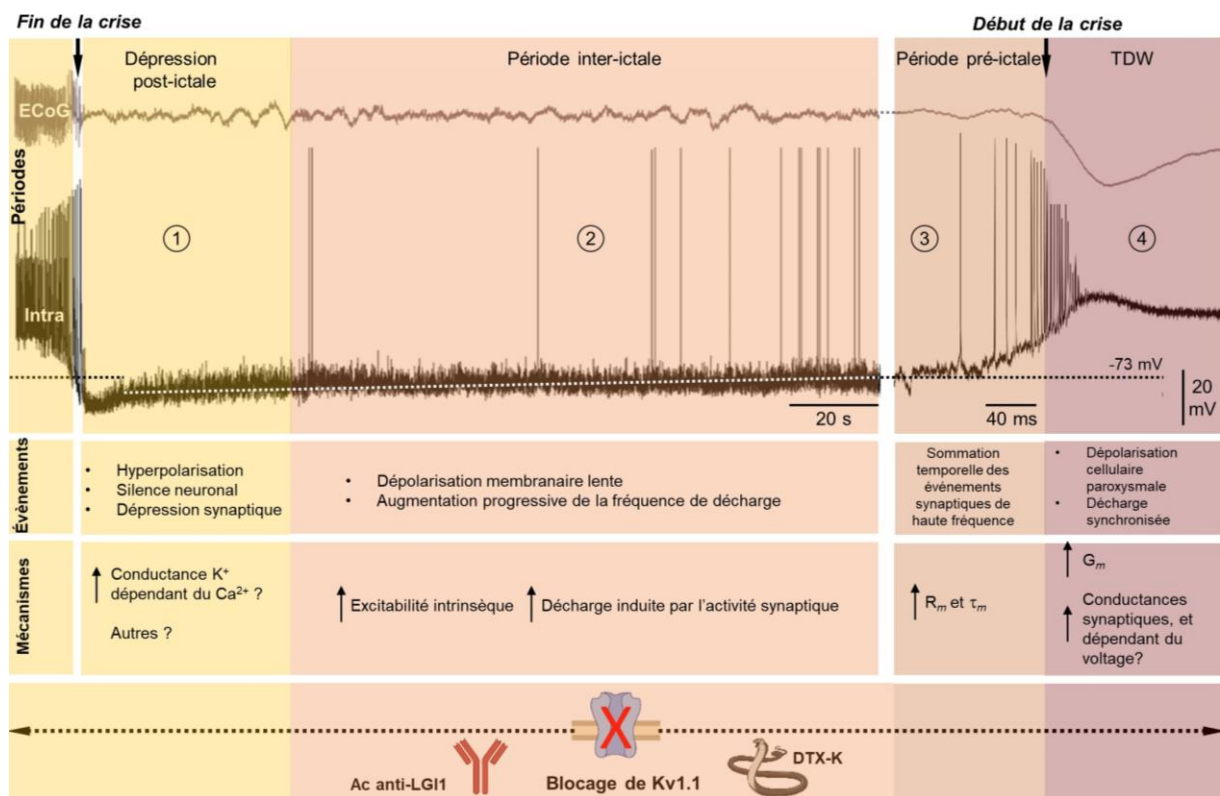 Fin de la crise
Début de la crise
Dépression
post-ictale
Période inter-ictale
Période pré-ictale
TDW
ECoG
Périodes
1
2
3
4
Intra
-73 mV
20 s
40 ms
20
mV
Évènements
• Hyperpolarisation
• Silence neuronal
• Dépression synaptique
• Dépolarisation membranaire lente
• Augmentation progressive de la fréquence de décharge
Sommation
temporelle des
événements
synaptiques de
haute fréquence
• Dépolarisation
cellulaire
paroxysmale
• Décharge
synchronisée
Mécanismes
Conductance K⁺
dépendant du Ca²⁺ ?
Autres ?
Excitabilité intrinsèque
Décharge induite par l'activité synaptique
Rm et τm
Gm
Conductances
synaptiques, et
dépendant du
voltage?
X
Ac anti-LGI1
Blocage de Kv1.1
DTX-K